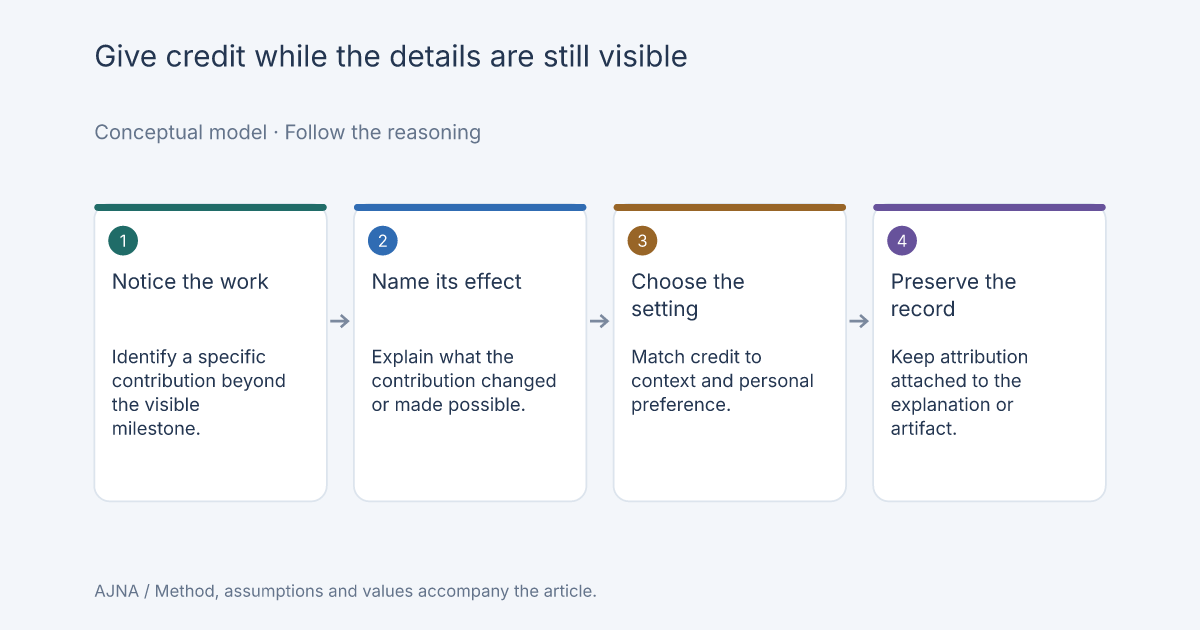 Give credit while the details are still visible
Conceptual model · Follow the reasoning
1
Notice the work
Identify a specific
contribution beyond
the visible
milestone.
2
Name its effect
Explain what the
contribution changed
or made possible.
3
Choose the
setting
Match credit to
context and personal
preference.
4
Preserve the
record
Keep attribution
attached to the
explanation or
artifact.
AJNA / Method, assumptions and values accompany the article.